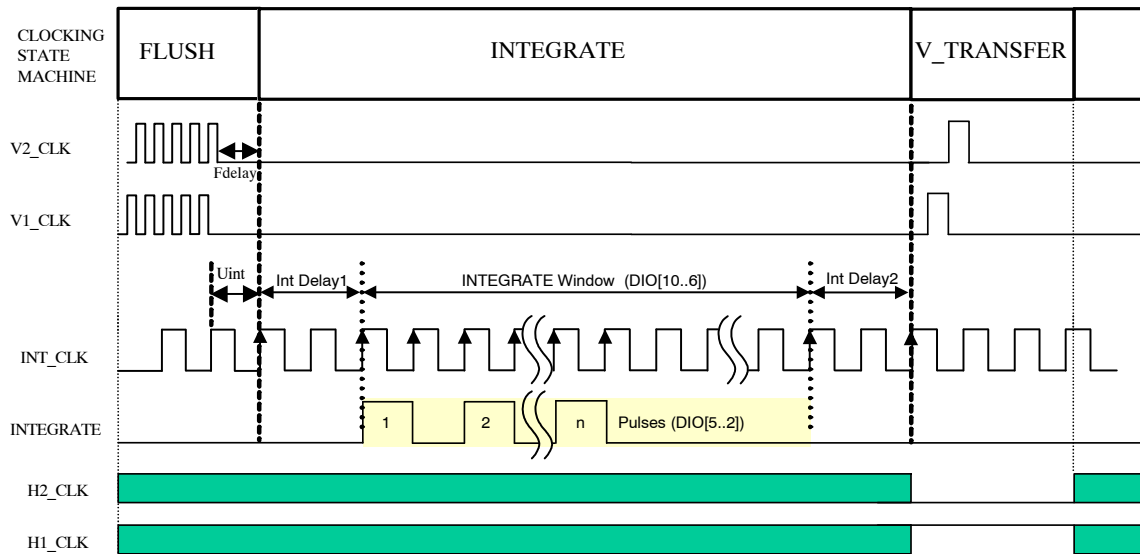 CLOCKING
STATE
MACHINE
FLUSH
INTEGRATE
V_TRANSFER
V2_CLK
Fdelay
V1_CLK
Uint
Int Delay1
INTEGRATE Window (DIO[10..6])
Int Delay2
INT_CLK
INTEGRATE
1
2
n
Pulses (DIO[5..2])
H2_CLK
H1_CLK